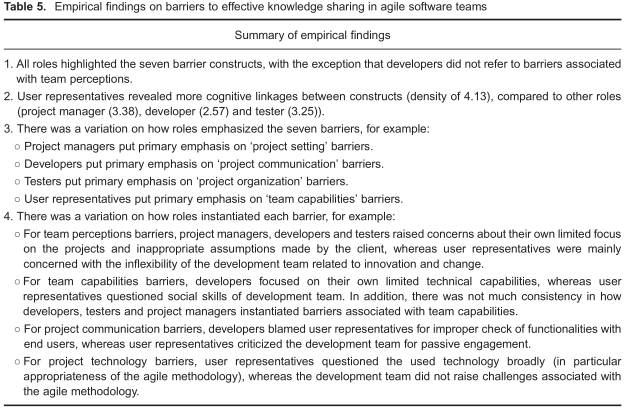 Table 5. Empirical findings on barriers to effective knowledge sharing in agile software teams
Summary of empirical findings
1. All roles highlighted the seven barrier constructs, with the exception that developers did not refer to barriers associated
with team perceptions.
2. User representatives revealed more cognitive linkages between constructs (density of 4.13), compared to other roles
(project manager (3.38), developer (2.57) and tester (3.25)).
3. There was a variation on how roles emphasized the seven barriers, for example:
○ Project managers put primary emphasis on ‘project setting’ barriers.
○ Developers put primary emphasis on ‘project communication’ barriers.
○ Testers put primary emphasis on ‘project organization’ barriers.
○ User representatives put primary emphasis on ‘team capabilities’ barriers.
4. There was a variation on how roles instantiated each barrier, for example:
○ For team perceptions barriers, project managers, developers and testers raised concerns about their own limited focus
on the projects and inappropriate assumptions made by the client, whereas user representatives were mainly
concerned with the inflexibility of the development team related to innovation and change.
○ For team capabilities barriers, developers focused on their own limited technical capabilities, whereas user
representatives questioned social skills of development team. In addition, there was not much consistency in how
developers, testers and project managers instantiated barriers associated with team capabilities.
○ For project communication barriers, developers blamed user representatives for improper check of functionalities with
end users, whereas user representatives criticized the development team for passive engagement.
○ For project technology barriers, user representatives questioned the used technology broadly (in particular
appropriateness of the agile methodology), whereas the development team did not raise challenges associated with
the agile methodology.